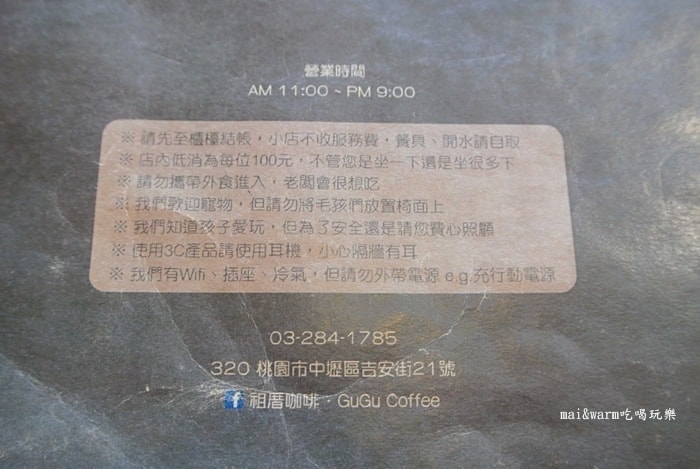 營業時間
AM 11:00 ~ PM 9:00
※ 請先至櫃檯結帳，小店不收服務費，餐具、開水請自取
※ 店內低消為每位100元，不管您是坐一下還是坐很多下
※ 請勿攜帶外食進入，老闆會很想吃
※ 我們歡迎寵物，但請勿將毛孩們放置椅面上
※ 我們知道孩子愛玩，但為了安全還是請您費心照顧
※ 使用3C產品請使用耳機，小心隔牆有耳
※ 我們有Wifi、插座、冷氣，但請勿外帶電源 e.g.充行動電源
03-284-1785
320 桃園市中壢區吉安街21號
f 祖厝咖啡‧GuGu Coffee
mai&warm吃喝玩樂